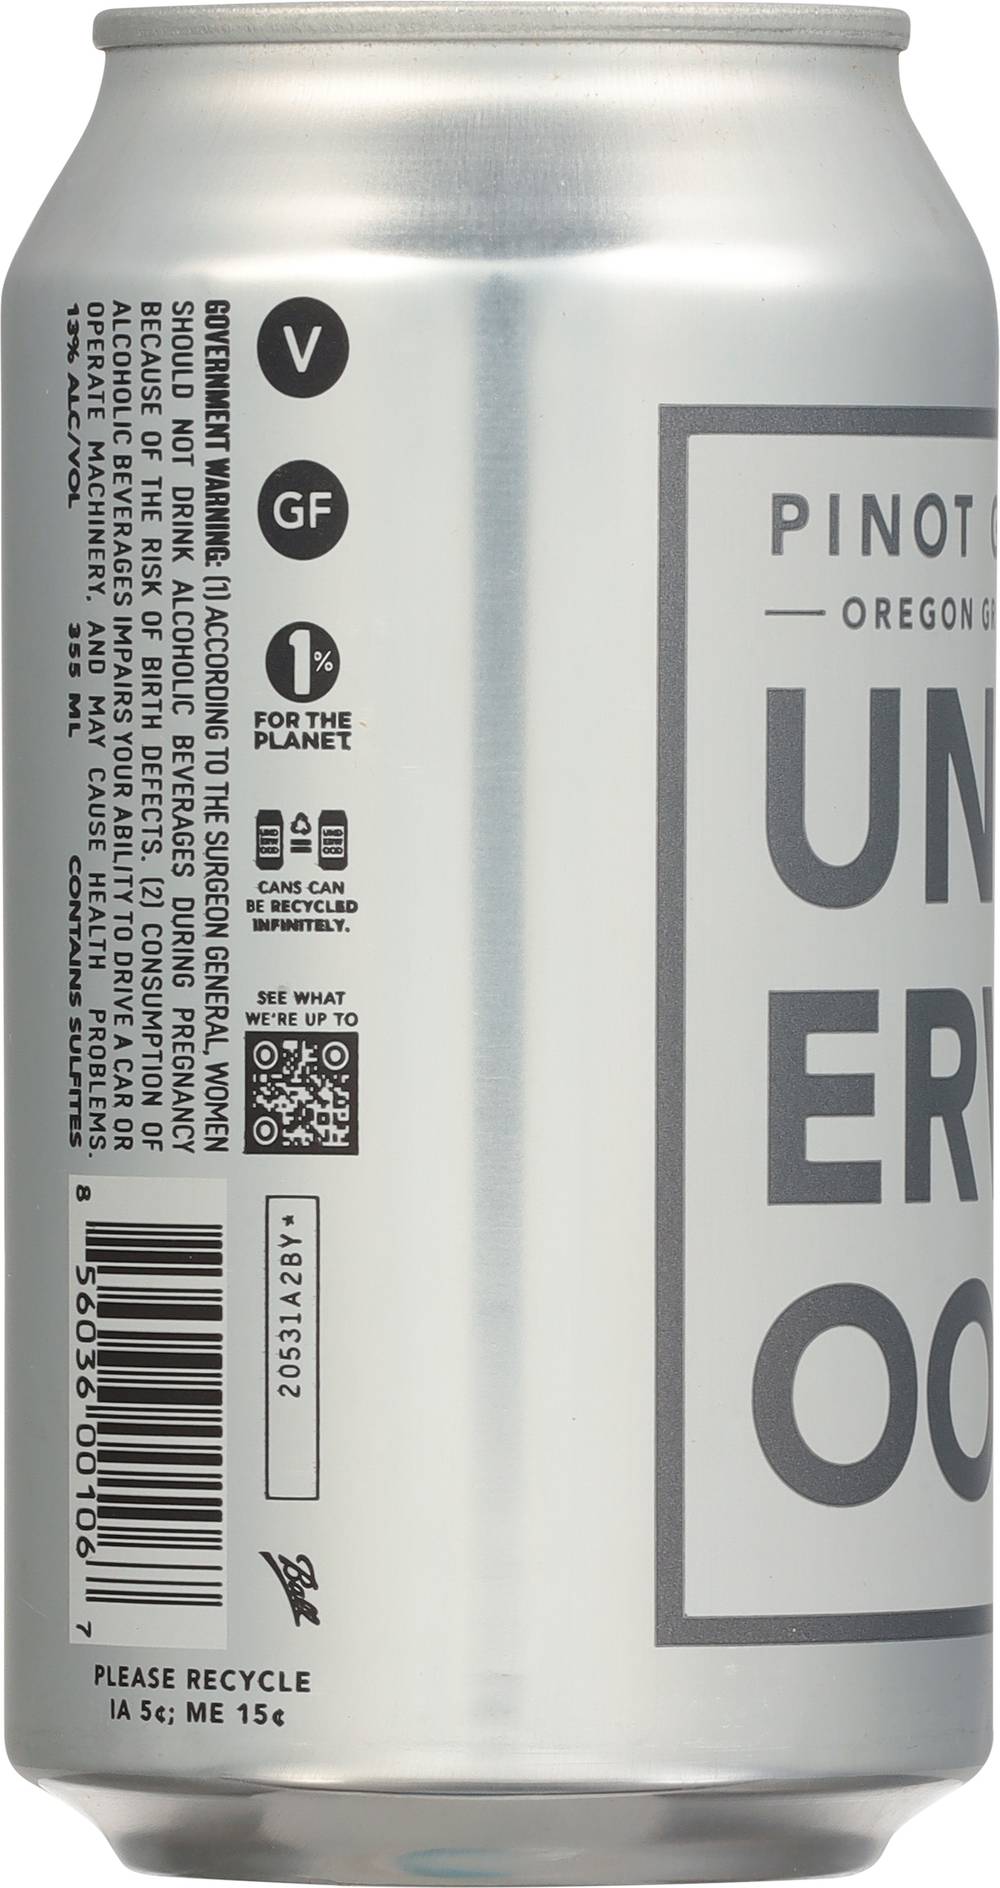 V
GF
1%
FOR THE
PLANET
CANS CAN
BE RECYCLED
INFINITELY.
SEE WHAT
WE'RE UP TO
20531A2BY*
Ball
GOVERNMENT WARNING: (1) ACCORDING TO THE SURGEON GENERAL, WOMEN
SHOULD NOT DRINK ALCOHOLIC BEVERAGES DURING PREGNANCY
BECAUSE OF THE RISK OF BIRTH DEFECTS. (2) CONSUMPTION OF
ALCOHOLIC BEVERAGES IMPAIRS YOUR ABILITY TO DRIVE A CAR OR
OPERATE MACHINERY, AND MAY CAUSE HEALTH PROBLEMS.
13% ALC/VOL 355 ML CONTAINS SULFITES
8 56036 00106 7
PLEASE RECYCLE
IA 5¢; ME 15¢
PINOT
OREGON
UN
ER
OO